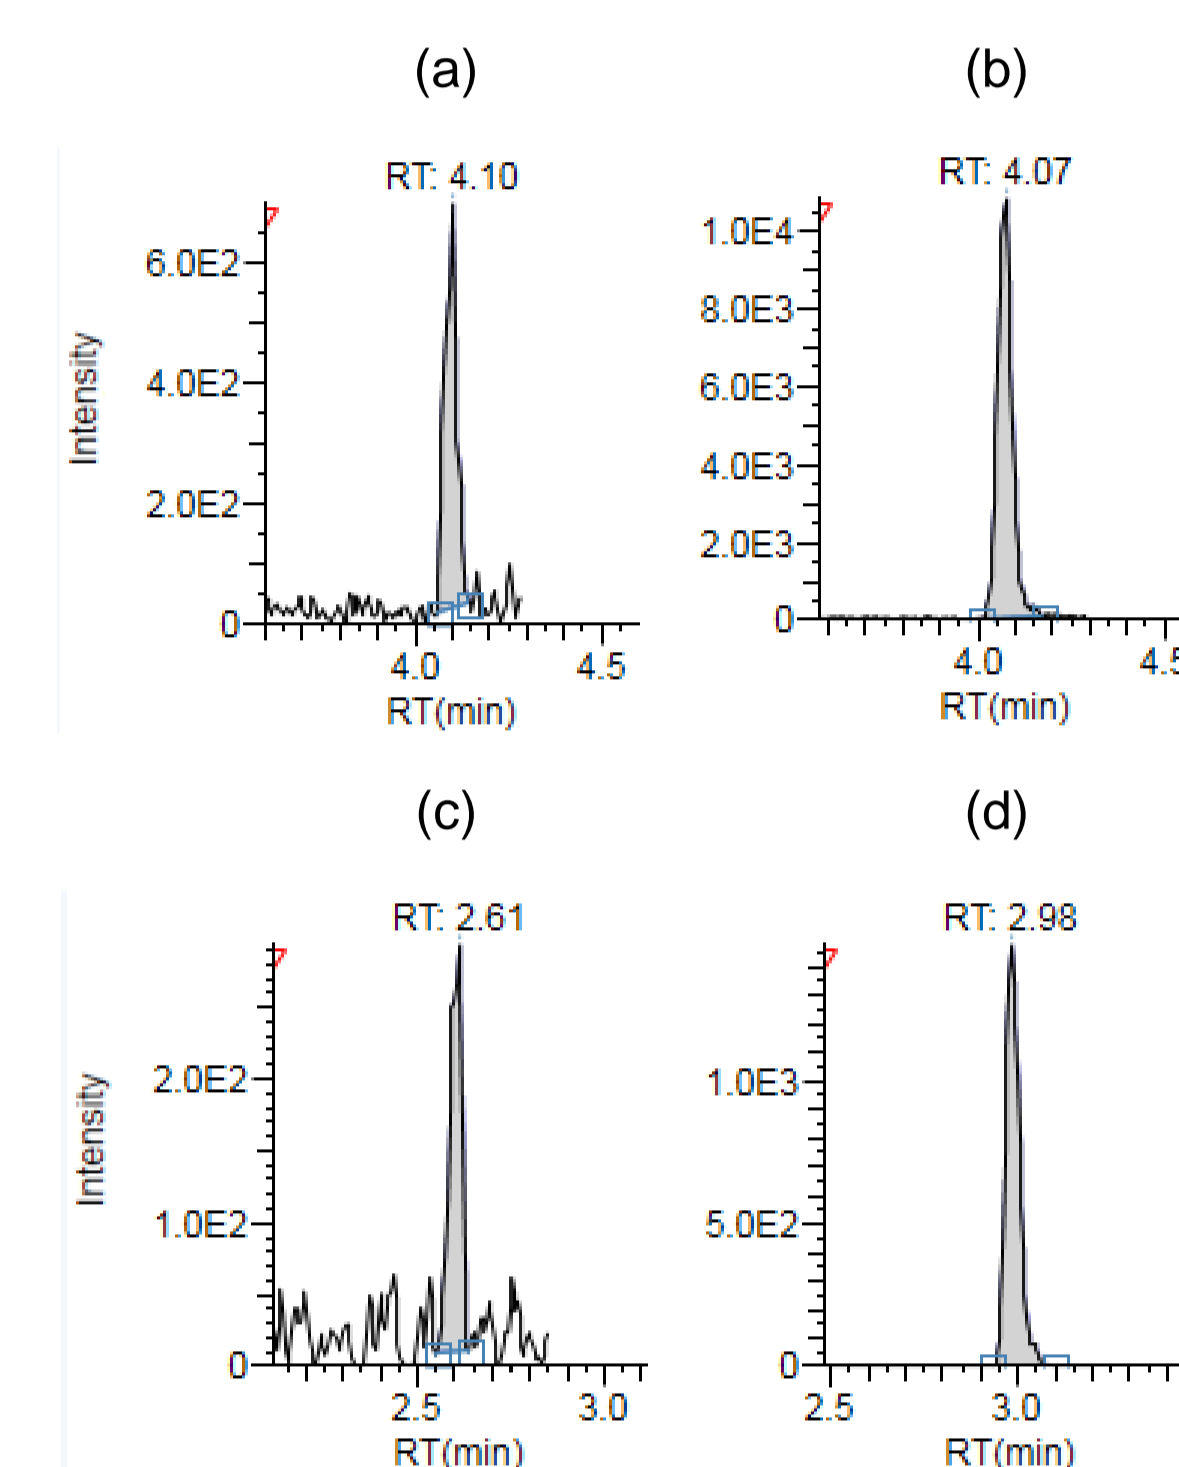 (a)
RT: 4.10
6.0E2
4.0E2
2.0E2
0
4.0 4.5
RT(min)
Intensity
(b)
RT: 4.07
1.0E4
8.0E3
6.0E3
4.0E3
2.0E3
0
4.0 4.5
RT(min)
(c)
RT: 2.61
2.0E2
1.0E2
0
2.5 3.0
RT(min)
Intensity
(d)
RT: 2.98
1.0E3
5.0E2
0
2.5 3.0
RT(min)